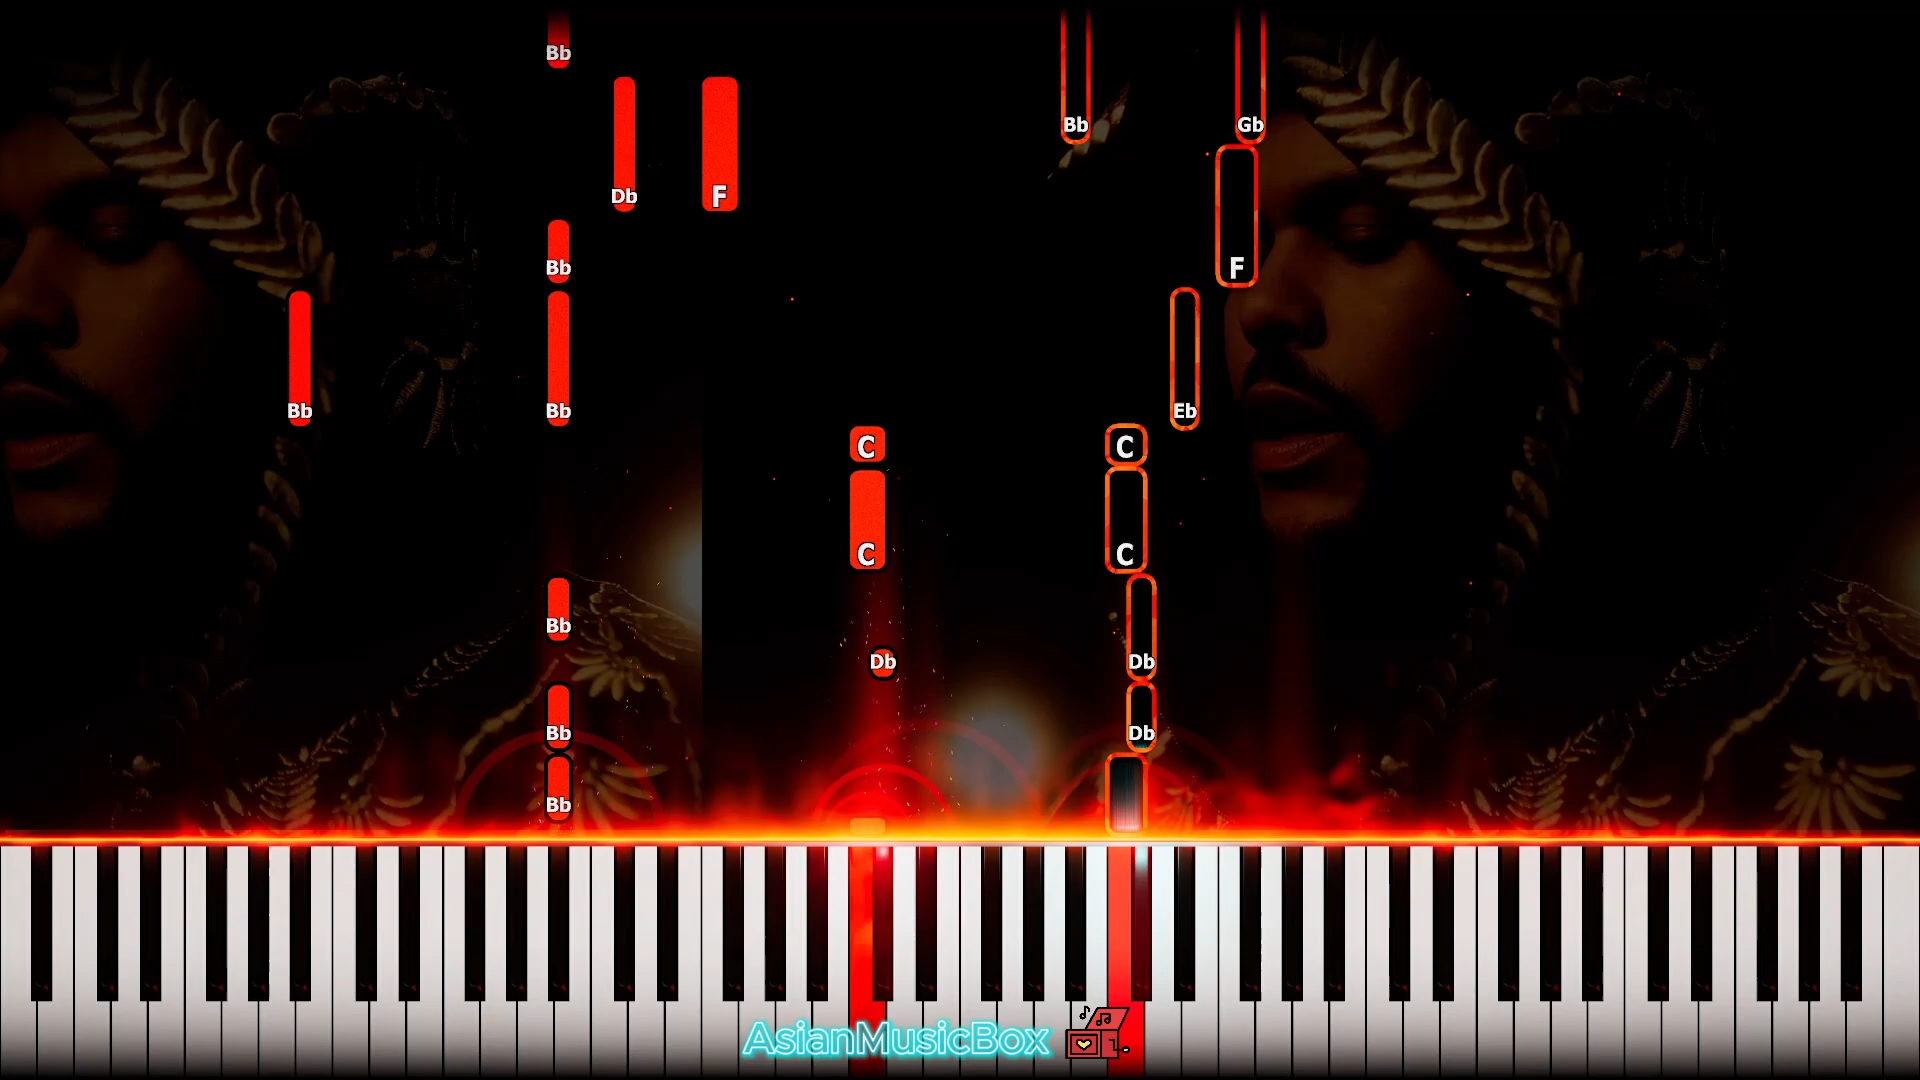 Bb
Bb Gb
Db F
Bb F
Bb Bb Eb
C C
C C
Bb
Db Db
Bb Db
Bb
AsianMusicBox